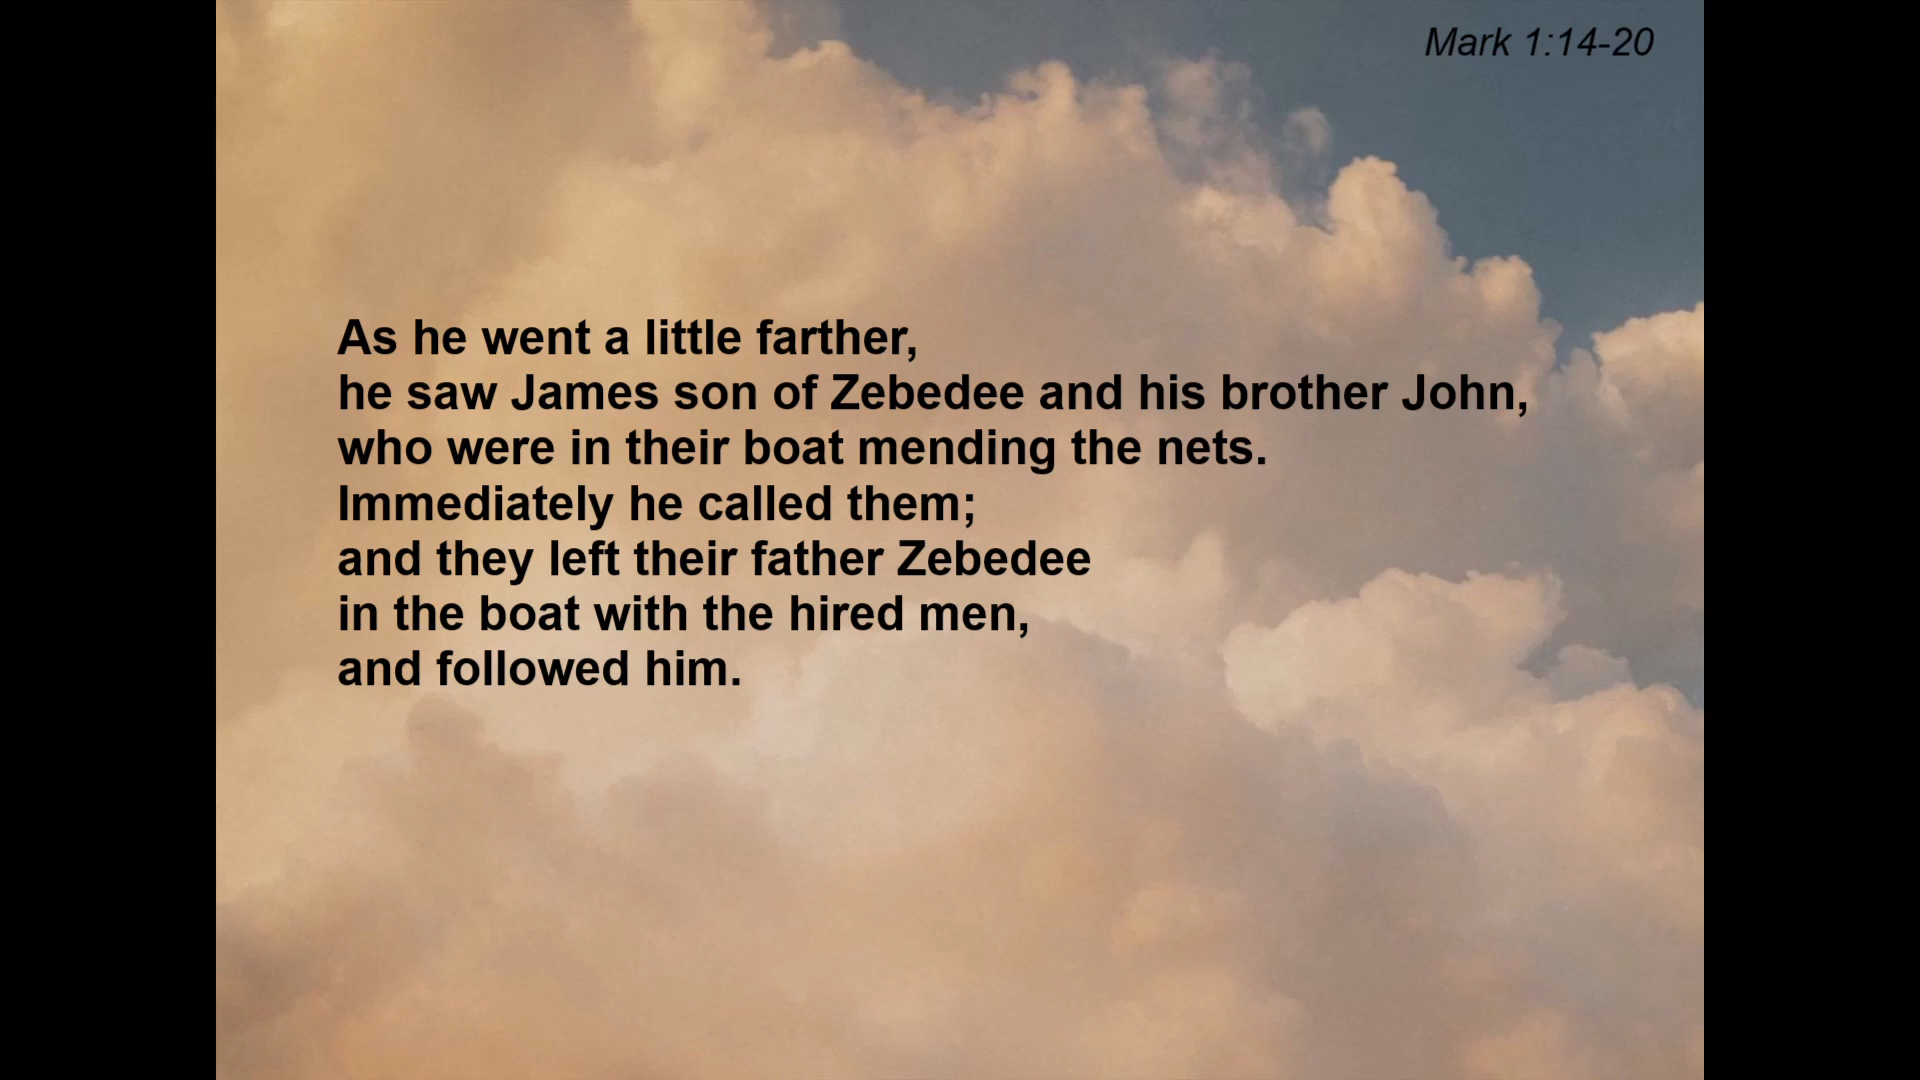 Mark 1:14-20
As he went a little farther,
he saw James son of Zebedee and his brother John,
who were in their boat mending the nets.
Immediately he called them;
and they left their father Zebedee
in the boat with the hired men,
and followed him.